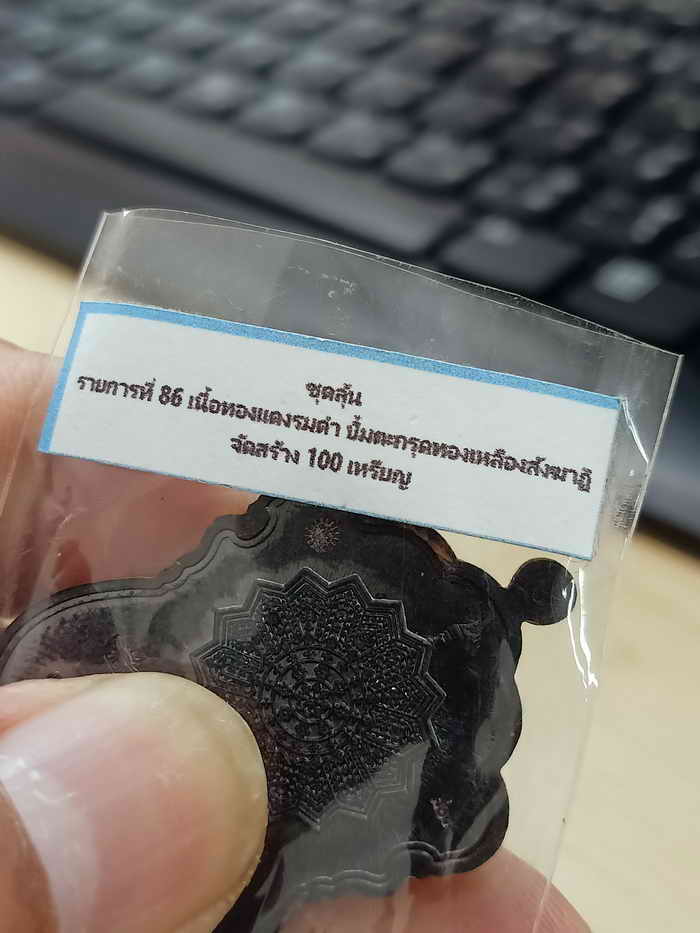 ชุดลุ้น
รายการที่ 86 เนื้อทองแดงรมดำ ปั๊มตะกรุดทองเหลืองสังฆาฏิ
จัดสร้าง 100 เหรียญ